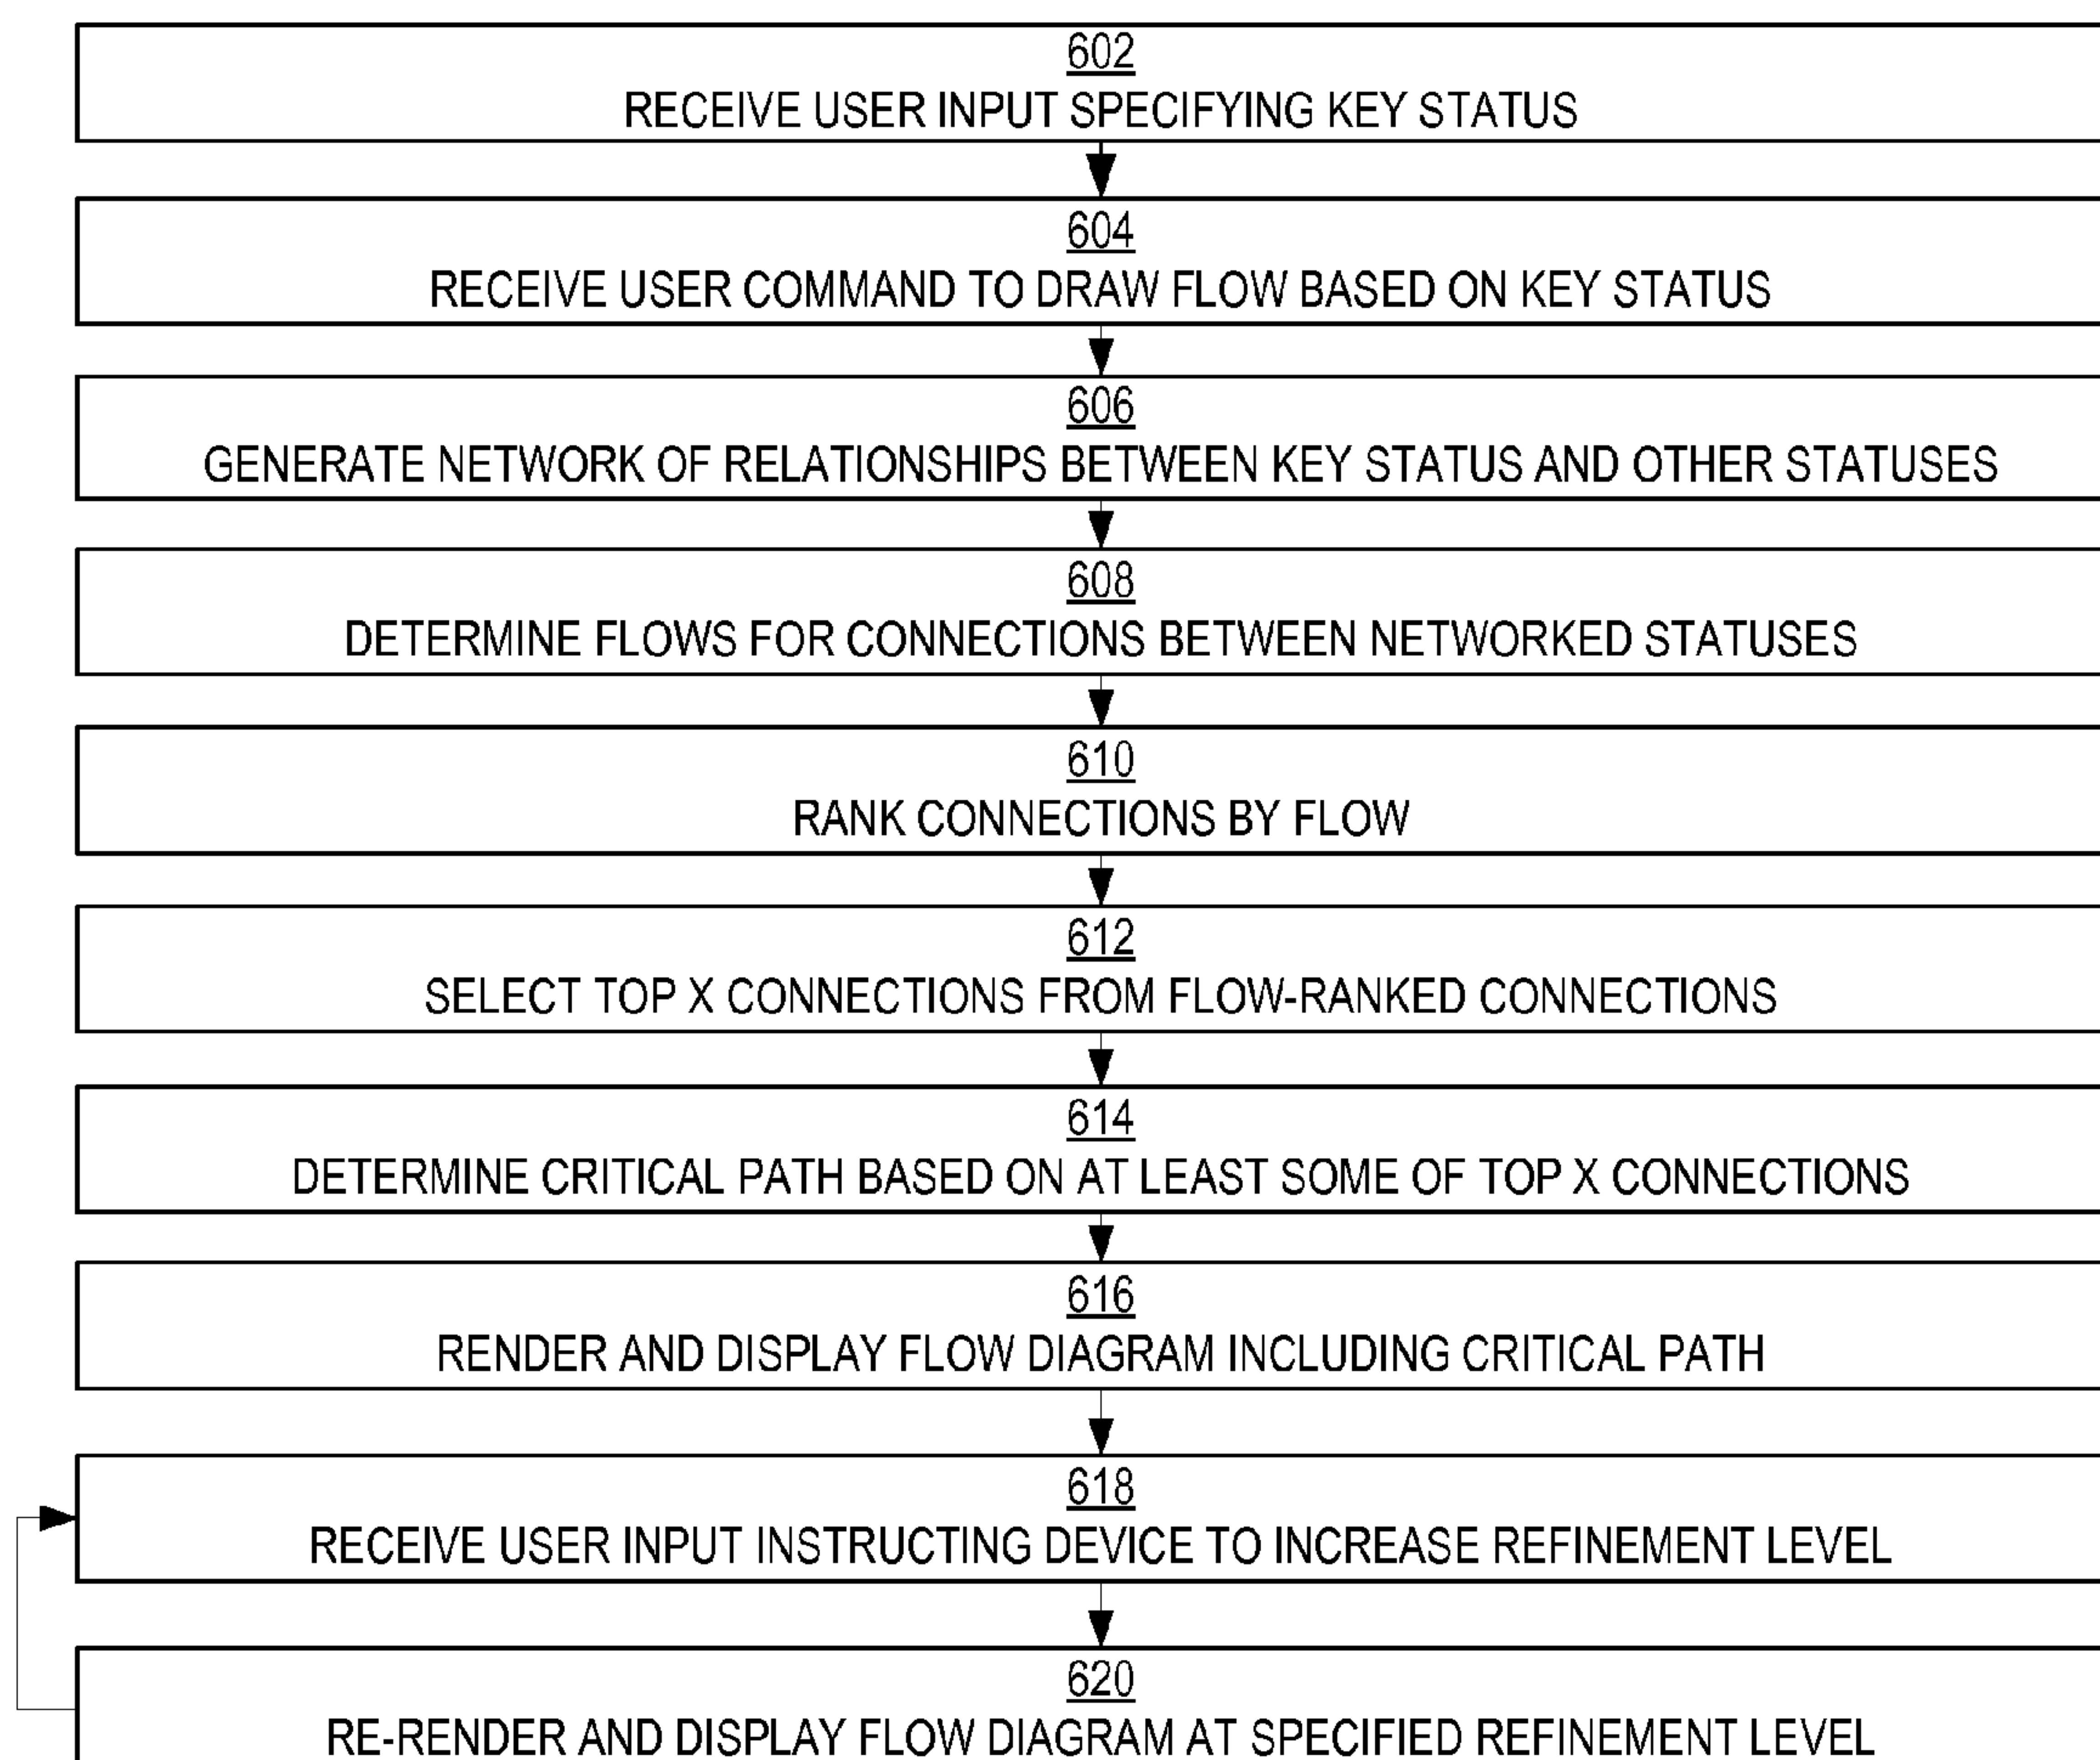 602
RECEIVE USER INPUT SPECIFYING KEY STATUS
604
RECEIVE USER COMMAND TO DRAW FLOW BASED ON KEY STATUS
606
GENERATE NETWORK OF RELATIONSHIPS BETWEEN KEY STATUS AND OTHER STATUSES
608
DETERMINE FLOWS FOR CONNECTIONS BETWEEN NETWORKED STATUSES
610
RANK CONNECTIONS BY FLOW
612
SELECT TOP X CONNECTIONS FROM FLOW-RANKED CONNECTIONS
614
DETERMINE CRITICAL PATH BASED ON AT LEAST SOME OF TOP X CONNECTIONS
616
RENDER AND DISPLAY FLOW DIAGRAM INCLUDING CRITICAL PATH
618
RECEIVE USER INPUT INSTRUCTING DEVICE TO INCREASE REFINEMENT LEVEL
620
RE-RENDER AND DISPLAY FLOW DIAGRAM AT SPECIFIED REFINEMENT LEVEL